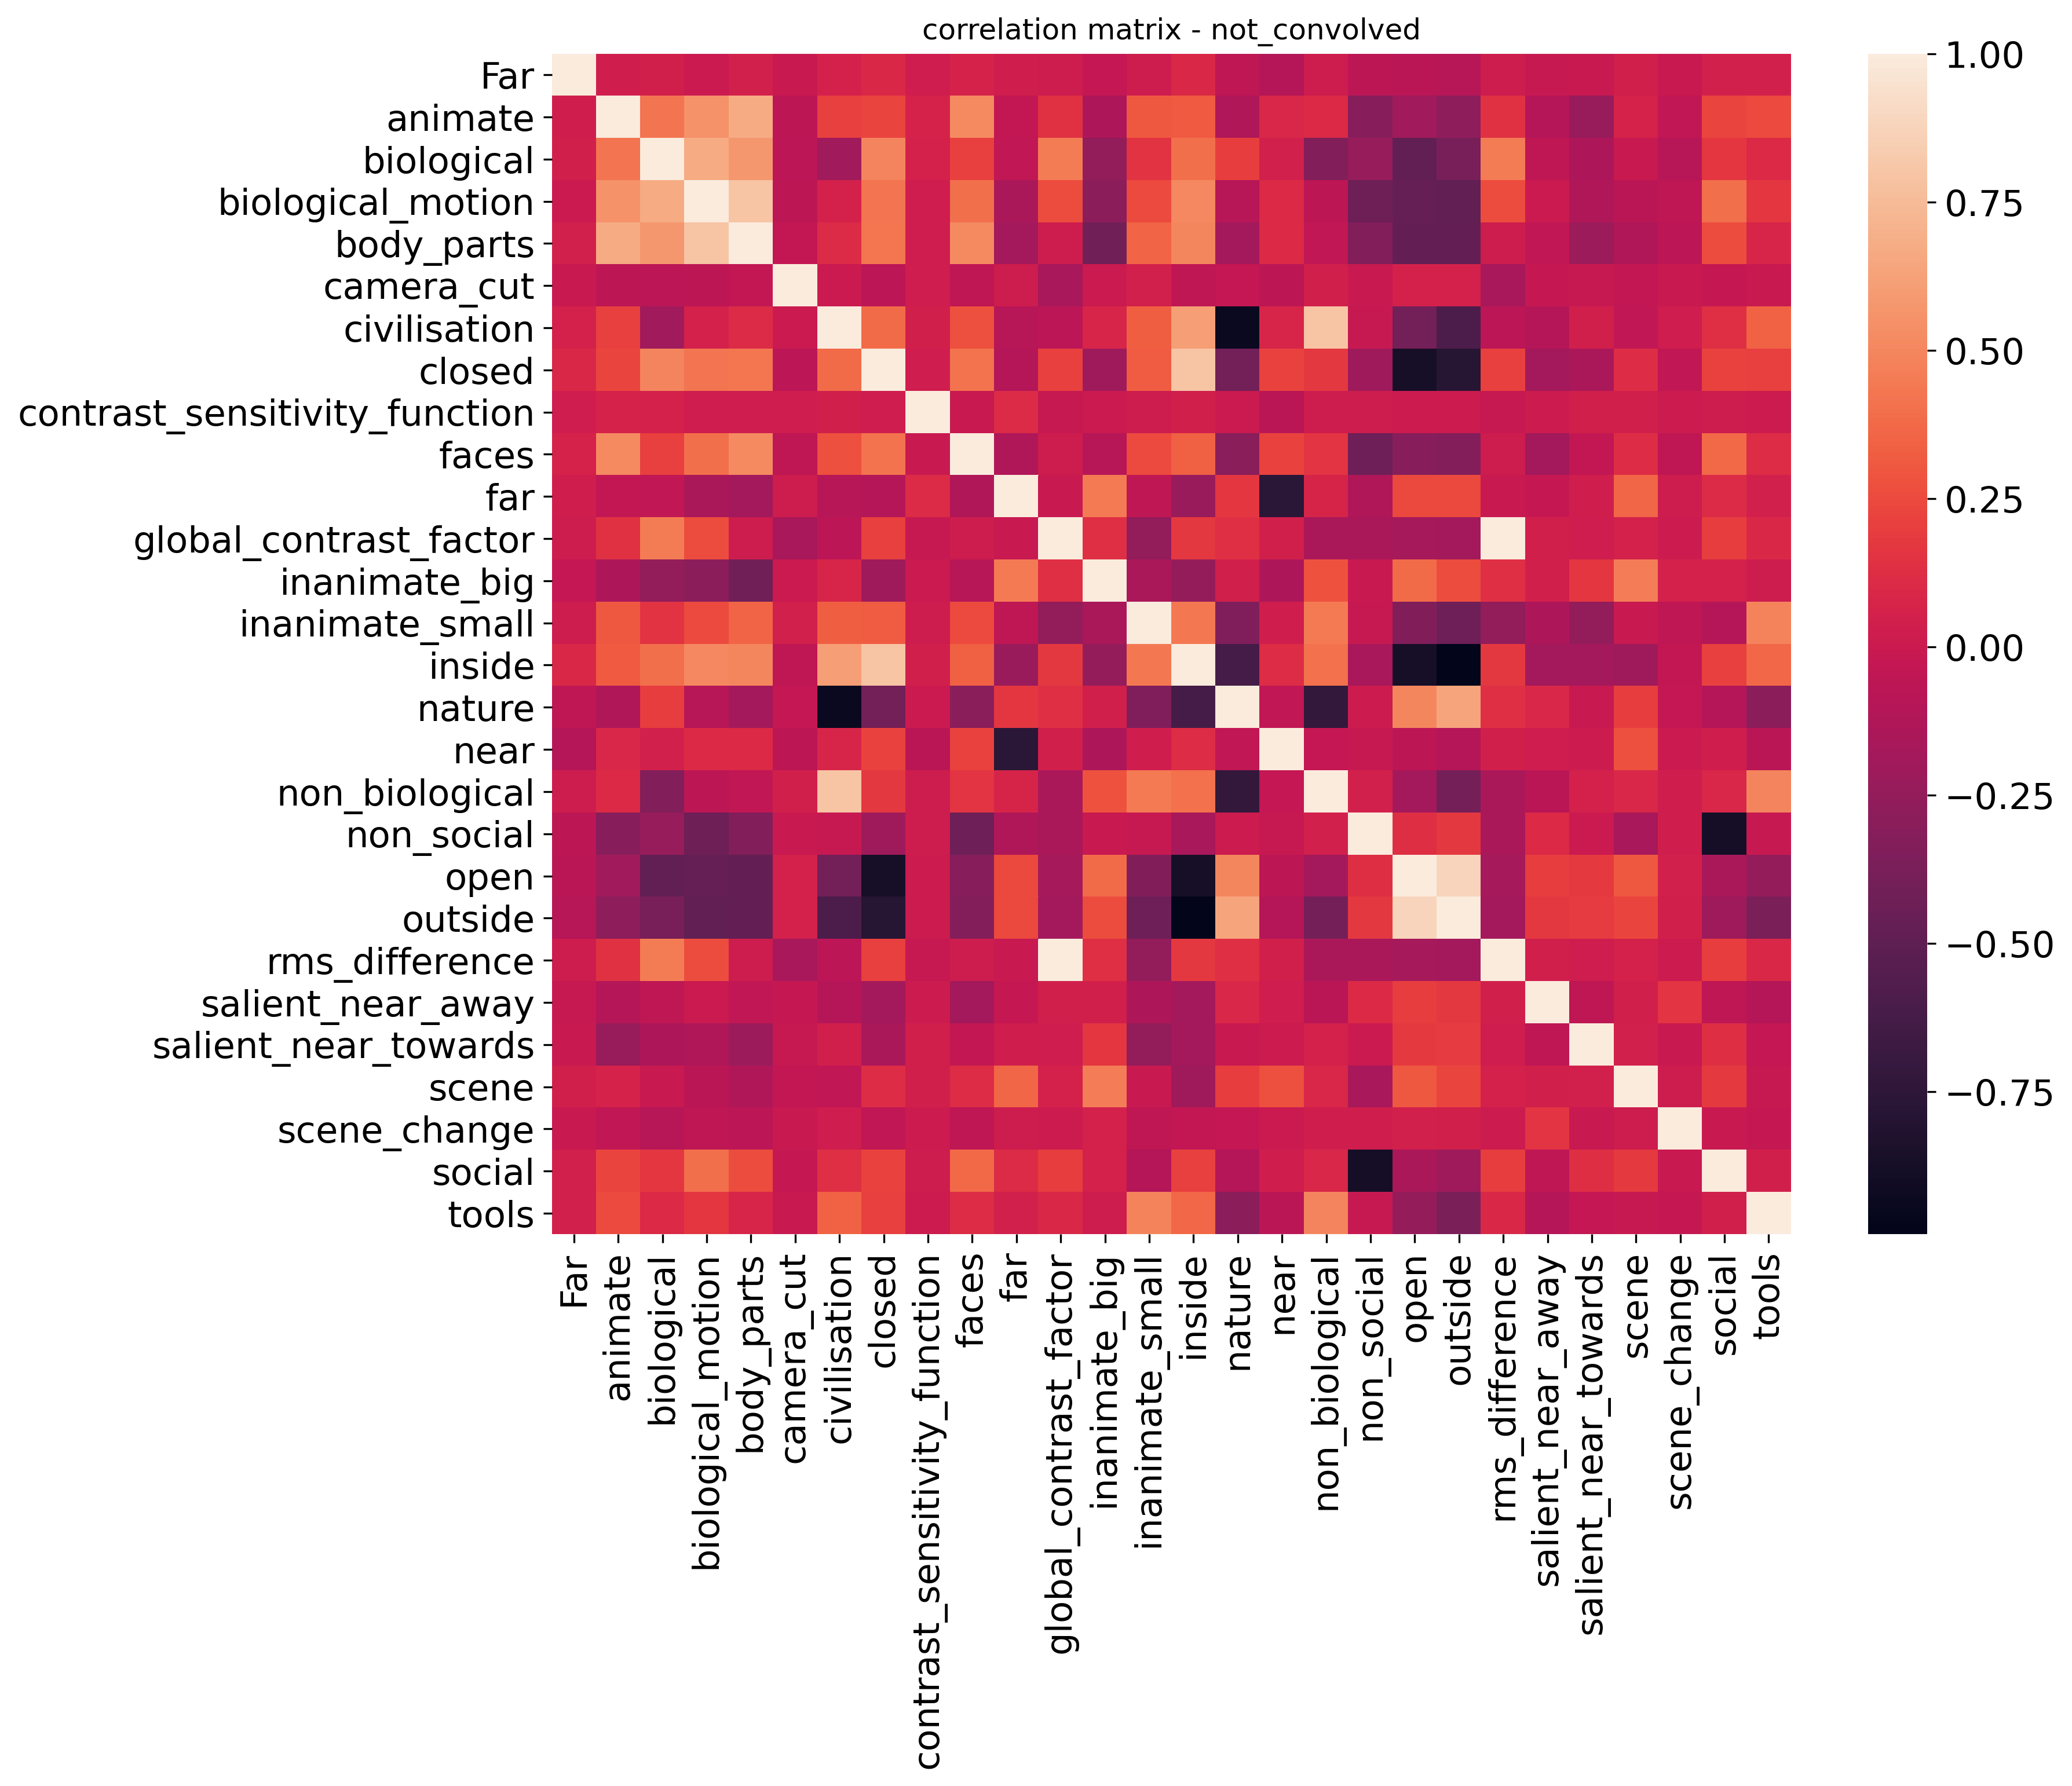 correlation matrix - not_convolved
Far
animate
biological
biological_motion
body_parts
camera_cut
civilisation
closed
contrast_sensitivity_function
faces
far
global_contrast_factor
inanimate_big
inanimate_small
inside
nature
near
non_biological
non_social
open
outside
rms_difference
salient_near_away
salient_near_towards
scene
scene_change
social
tools
Far
animate
biological
biological_motion
body_parts
camera_cut
civilisation
closed
contrast_sensitivity_function
faces
far
global_contrast_factor
inanimate_big
inanimate_small
inside
nature
near
non_biological
non_social
open
outside
rms_difference
salient_near_away
salient_near_towards
scene
scene_change
social
tools
1.00
0.75
0.50
0.25
0.00
−0.25
−0.50
−0.75